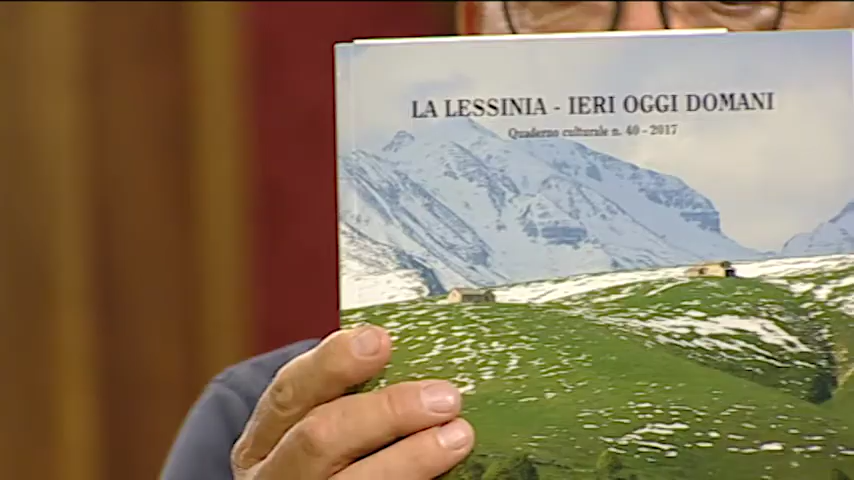 LA LESSINIA - IERI OGGI DOMANI
Quaderno culturale n. 40 - 2017